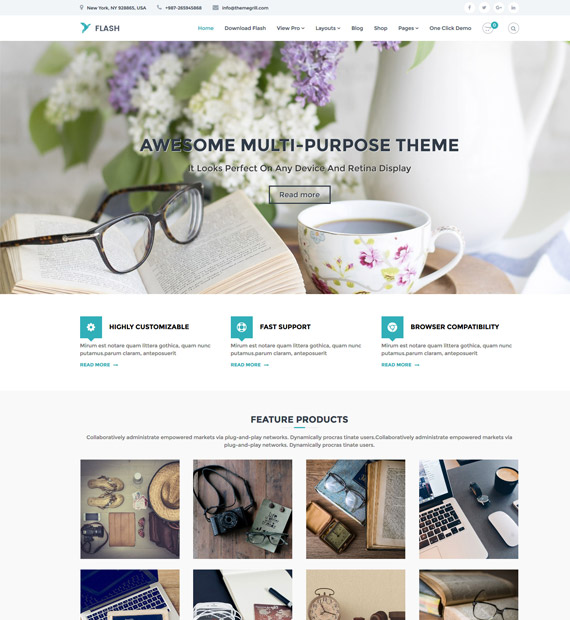 New York, NY 928865, USA +987-265945868 info@themegrill.com
FLASH Home Download Flash View Pro Layouts Blog Shop Pages One Click Demo 0
AWESOME MULTI-PURPOSE THEME
It Looks Perfect On Any Device And Retina Display
Read more
HIGHLY CUSTOMIZABLE FAST SUPPORT BROWSER COMPATIBILITY
Mirum est notare quam littera gothica, quam nunc Mirum est notare quam littera gothica, quam nunc Mirum est notare quam littera gothica, quam nunc
putamus.parum claram, anteposuerit putamus.parum claram, anteposuerit putamus.parum claram, anteposuerit
READ MORE → READ MORE → READ MORE →
FEATURE PRODUCTS
Collaboratively administrate empowered markets via plug-and-play networks. Dynamically procras tinate users.Collaboratively administrate empowered markets via
plug-and-play networks. Dynamically procras tinate users.